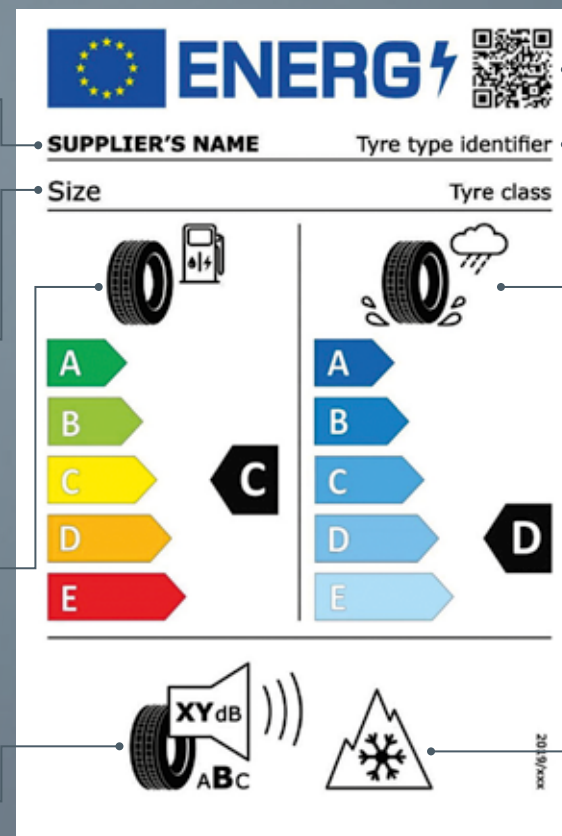 ENERG
SUPPLIER'S NAME Tyre type identifier
Size Tyre class
A A
B B
C C C
D D D
E E
XYdB
ABC
2019/xxx